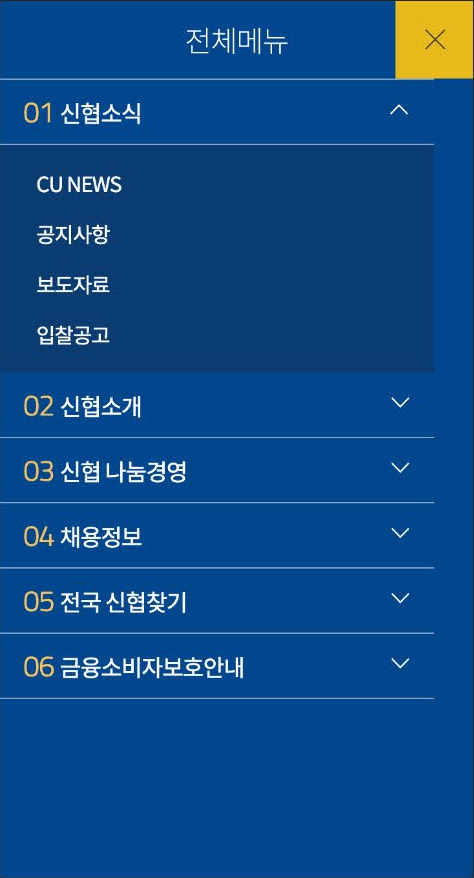 전체메뉴
01 신협소식
CU NEWS
공지사항
보도자료
입찰공고
02 신협소개
03 신협 나눔경영
04 채용정보
05 전국 신협찾기
06 금융소비자보호안내